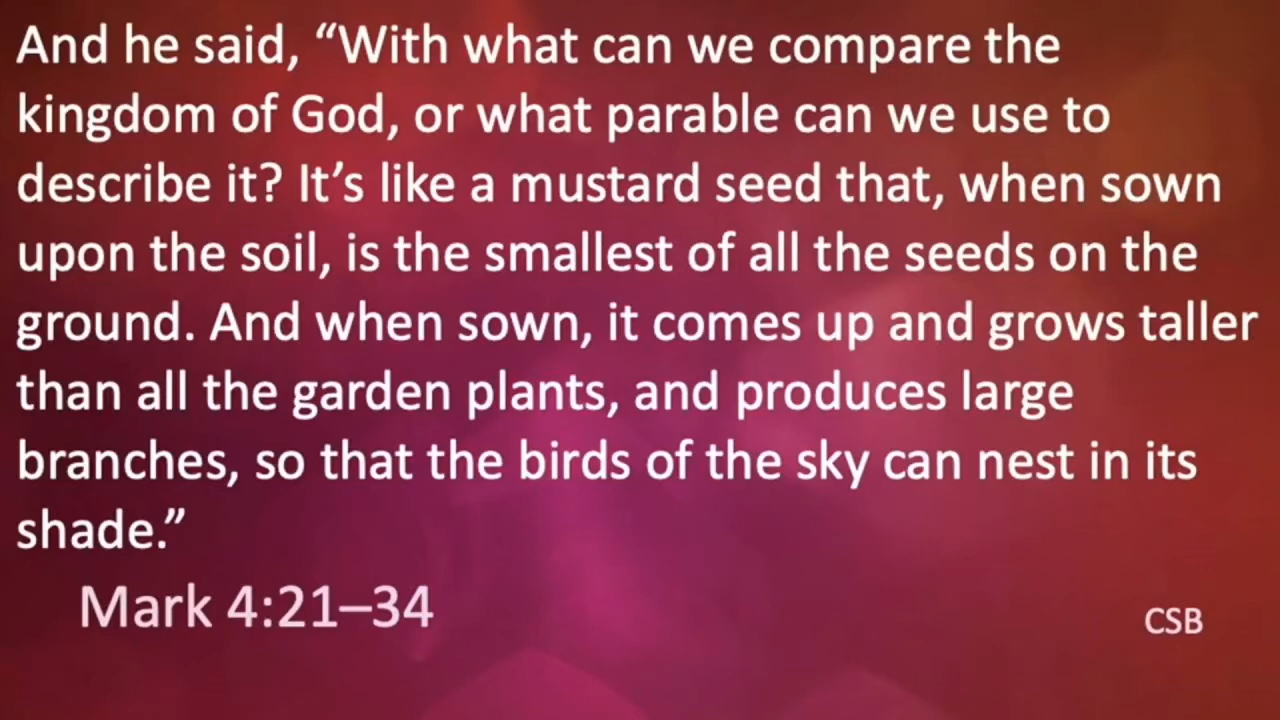 And he said, “With what can we compare the
kingdom of God, or what parable can we use to
describe it? It’s like a mustard seed that, when sown
upon the soil, is the smallest of all the seeds on the
ground. And when sown, it comes up and grows taller
than all the garden plants, and produces large
branches, so that the birds of the sky can nest in its
shade.”
Mark 4:21–34
CSB